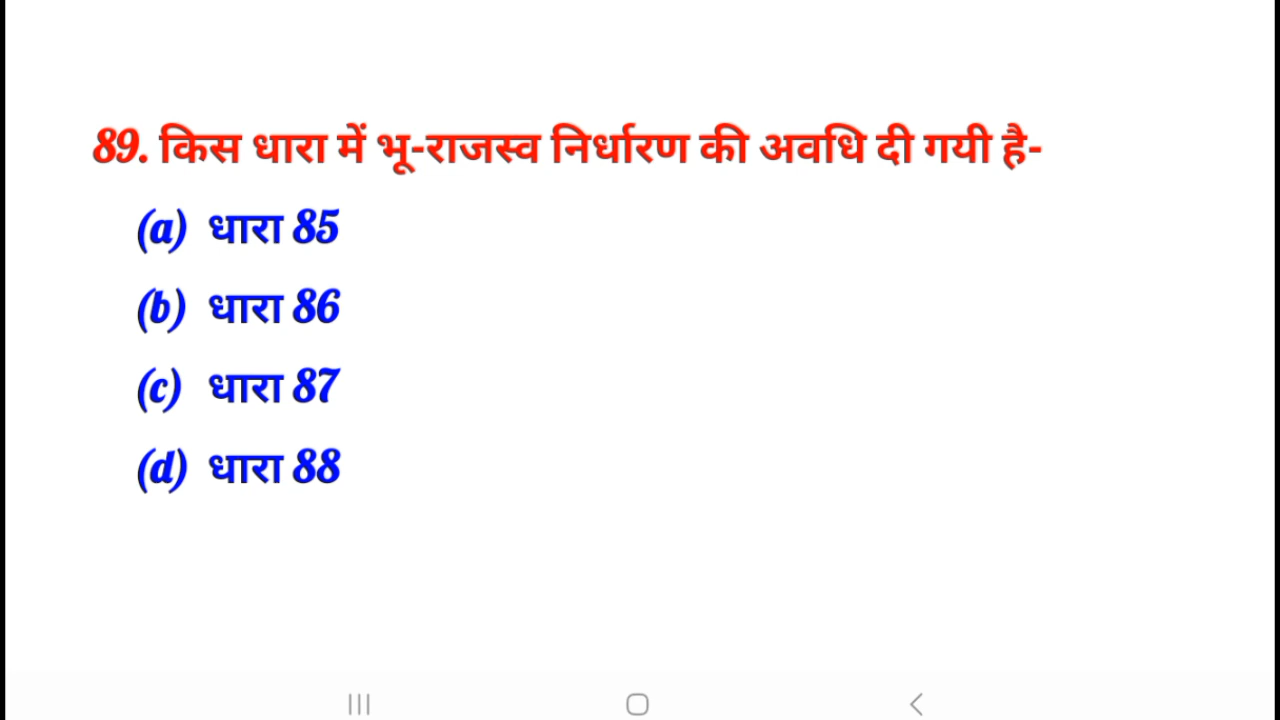 89. किस धारा में भू-राजस्व निर्धारण की अवधि दी गयी है-
(a) धारा 85
(b) धारा 86
(c) धारा 87
(d) धारा 88